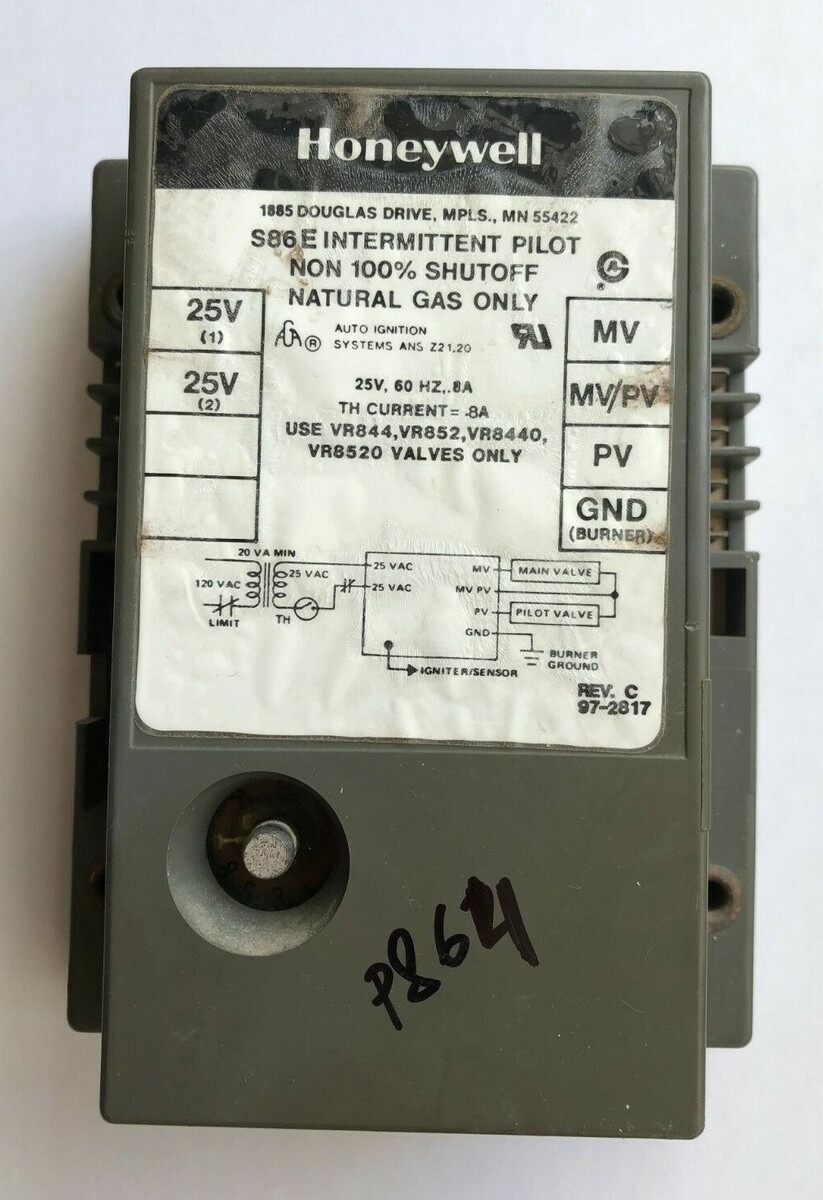 Honeywell
1885 DOUGLAS DRIVE, MPLS., MN 55422
S86E INTERMITTENT PILOT
NON 100% SHUTOFF
NATURAL GAS ONLY
25V
(1)
25V
(2)
AUTO IGNITION
SYSTEMS ANS Z21.20
25V, 60 HZ, .8A
TH CURRENT= .8A
USE VR844,VR852,VR8440,
VR8520 VALVES ONLY
MV
MV/PV
PV
GND
(BURNER)
20 VA MIN
120 VAC
25 VAC
LIMIT
TH
25 VAC
25 VAC
MV
MAIN VALVE
MV PV
PV
PILOT VALVE
GND
BURNER
GROUND
IGNITER/SENSOR
REV. C
97-2817
P864